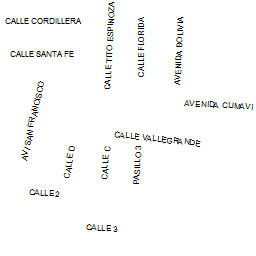 CALLE CORDILLERA
CALLE TITO ESPINOZA
CALLE FLORIDA
AVENIDA BOLIVIA
CALLE SANTA FE
AVENIDA CUMAVI
AV/SAN FRANCISCO
CALLE VALLEGRANDE
CALLE D
CALLE C
PASILLO 3
CALLE 2
CALLE 3